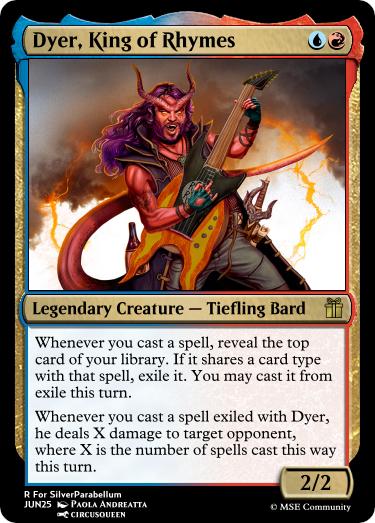 Dyer, King of Rhymes
Legendary Creature — Tiefling Bard
Whenever you cast a spell, reveal the top
card of your library. If it shares a card type
with that spell, exile it. You may cast it from
exile this turn.
Whenever you cast a spell exiled with Dyer,
he deals X damage to target opponent,
where X is the number of spells cast this way
this turn.
2/2
R For SilverParabellum
JUN25 Paola Andreatta
circusqueen
© MSE Community